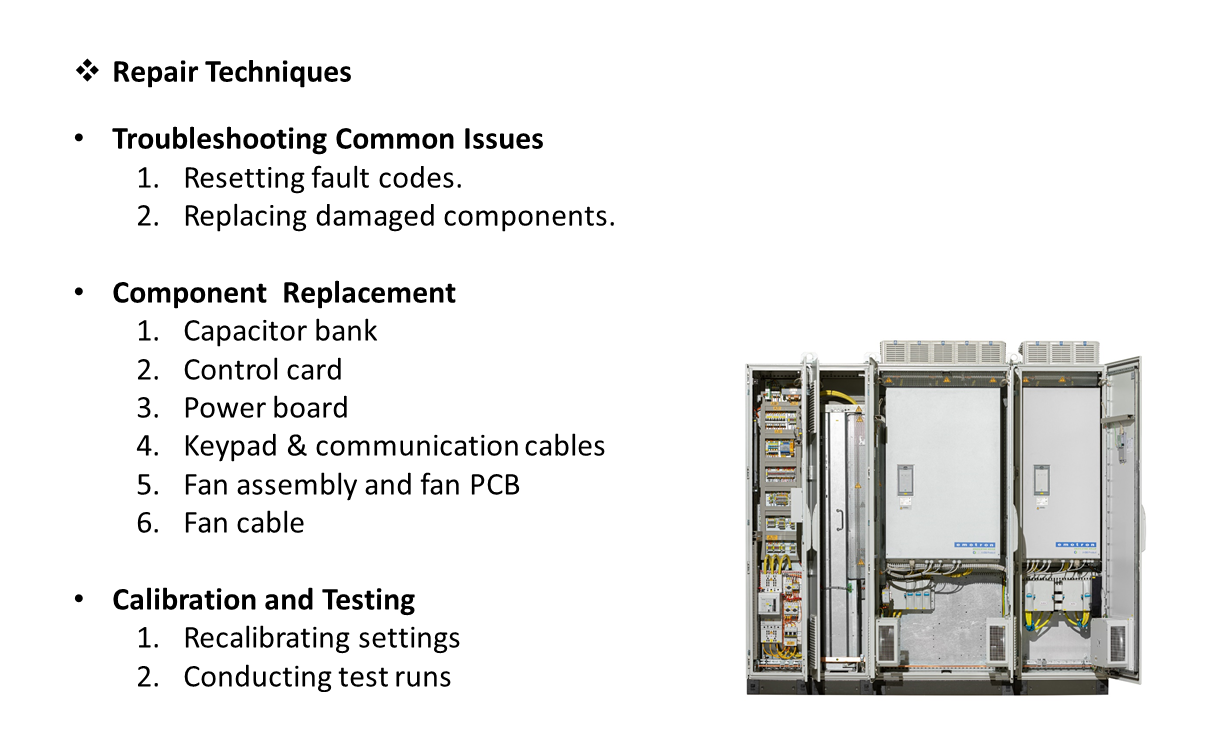 ❖ Repair Techniques
• Troubleshooting Common Issues
1. Resetting fault codes.
2. Replacing damaged components.
• Component  Replacement
1. Capacitor bank
2. Control card
3. Power board
4. Keypad & communication cables
5. Fan assembly and fan PCB
6. Fan cable
• Calibration and Testing
1. Recalibrating settings
2. Conducting test runs
emotron
emotron